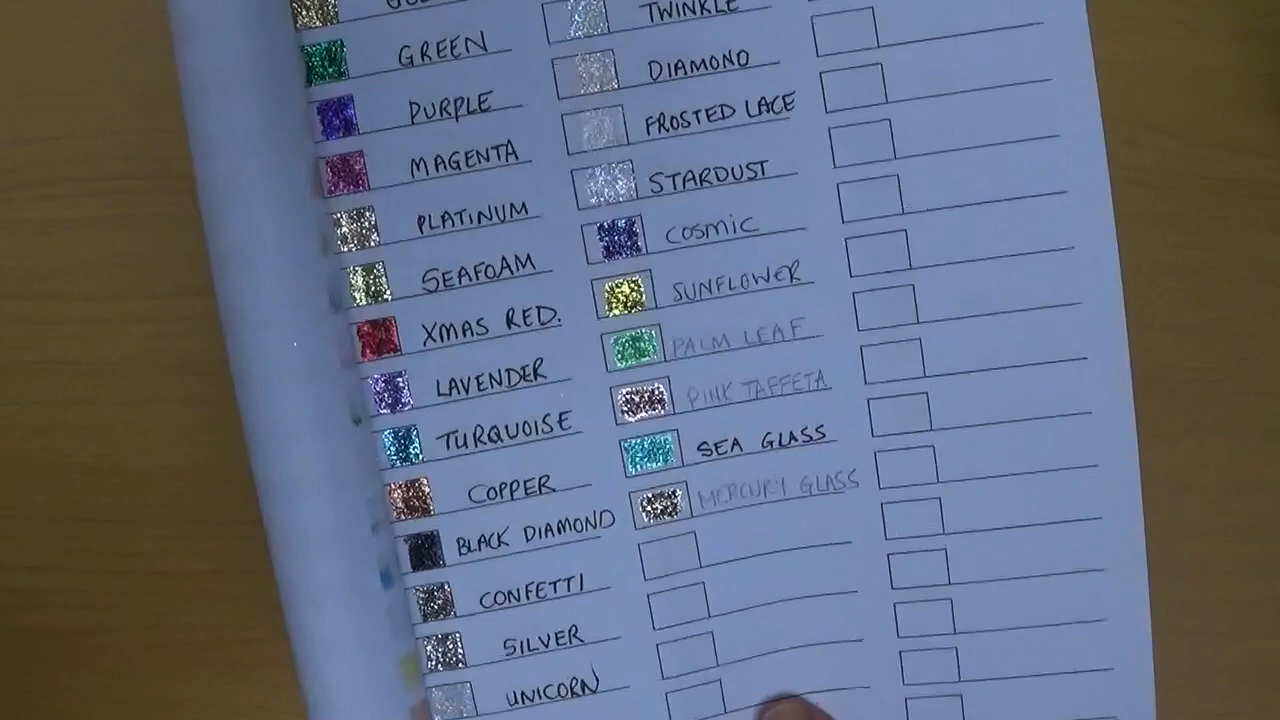 GREEN
PURPLE
MAGENTA
PLATINUM
SEAFOAM
XMAS RED.
LAVENDER
TURQUOISE
COPPER
BLACK DIAMOND
CONFETTI
SILVER
UNICORN
TWINKLE
DIAMOND
FROSTED LACE
STARDUST
COSMIC
SUNFLOWER
PALM LEAF
PINK TAFFETA
SEA GLASS
MERCURY GLASS